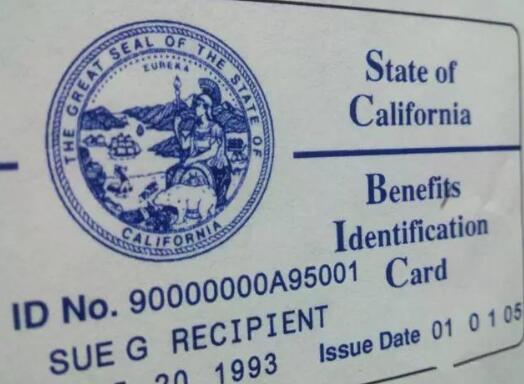 THE GREAT SEAL OF THE STATE OF CALIFORNIA
EUREKA
State of
California
Benefits
Identification
Card
ID No. 90000000A95001
SUE G RECIPIENT
20 1993
Issue Date 01 01 05